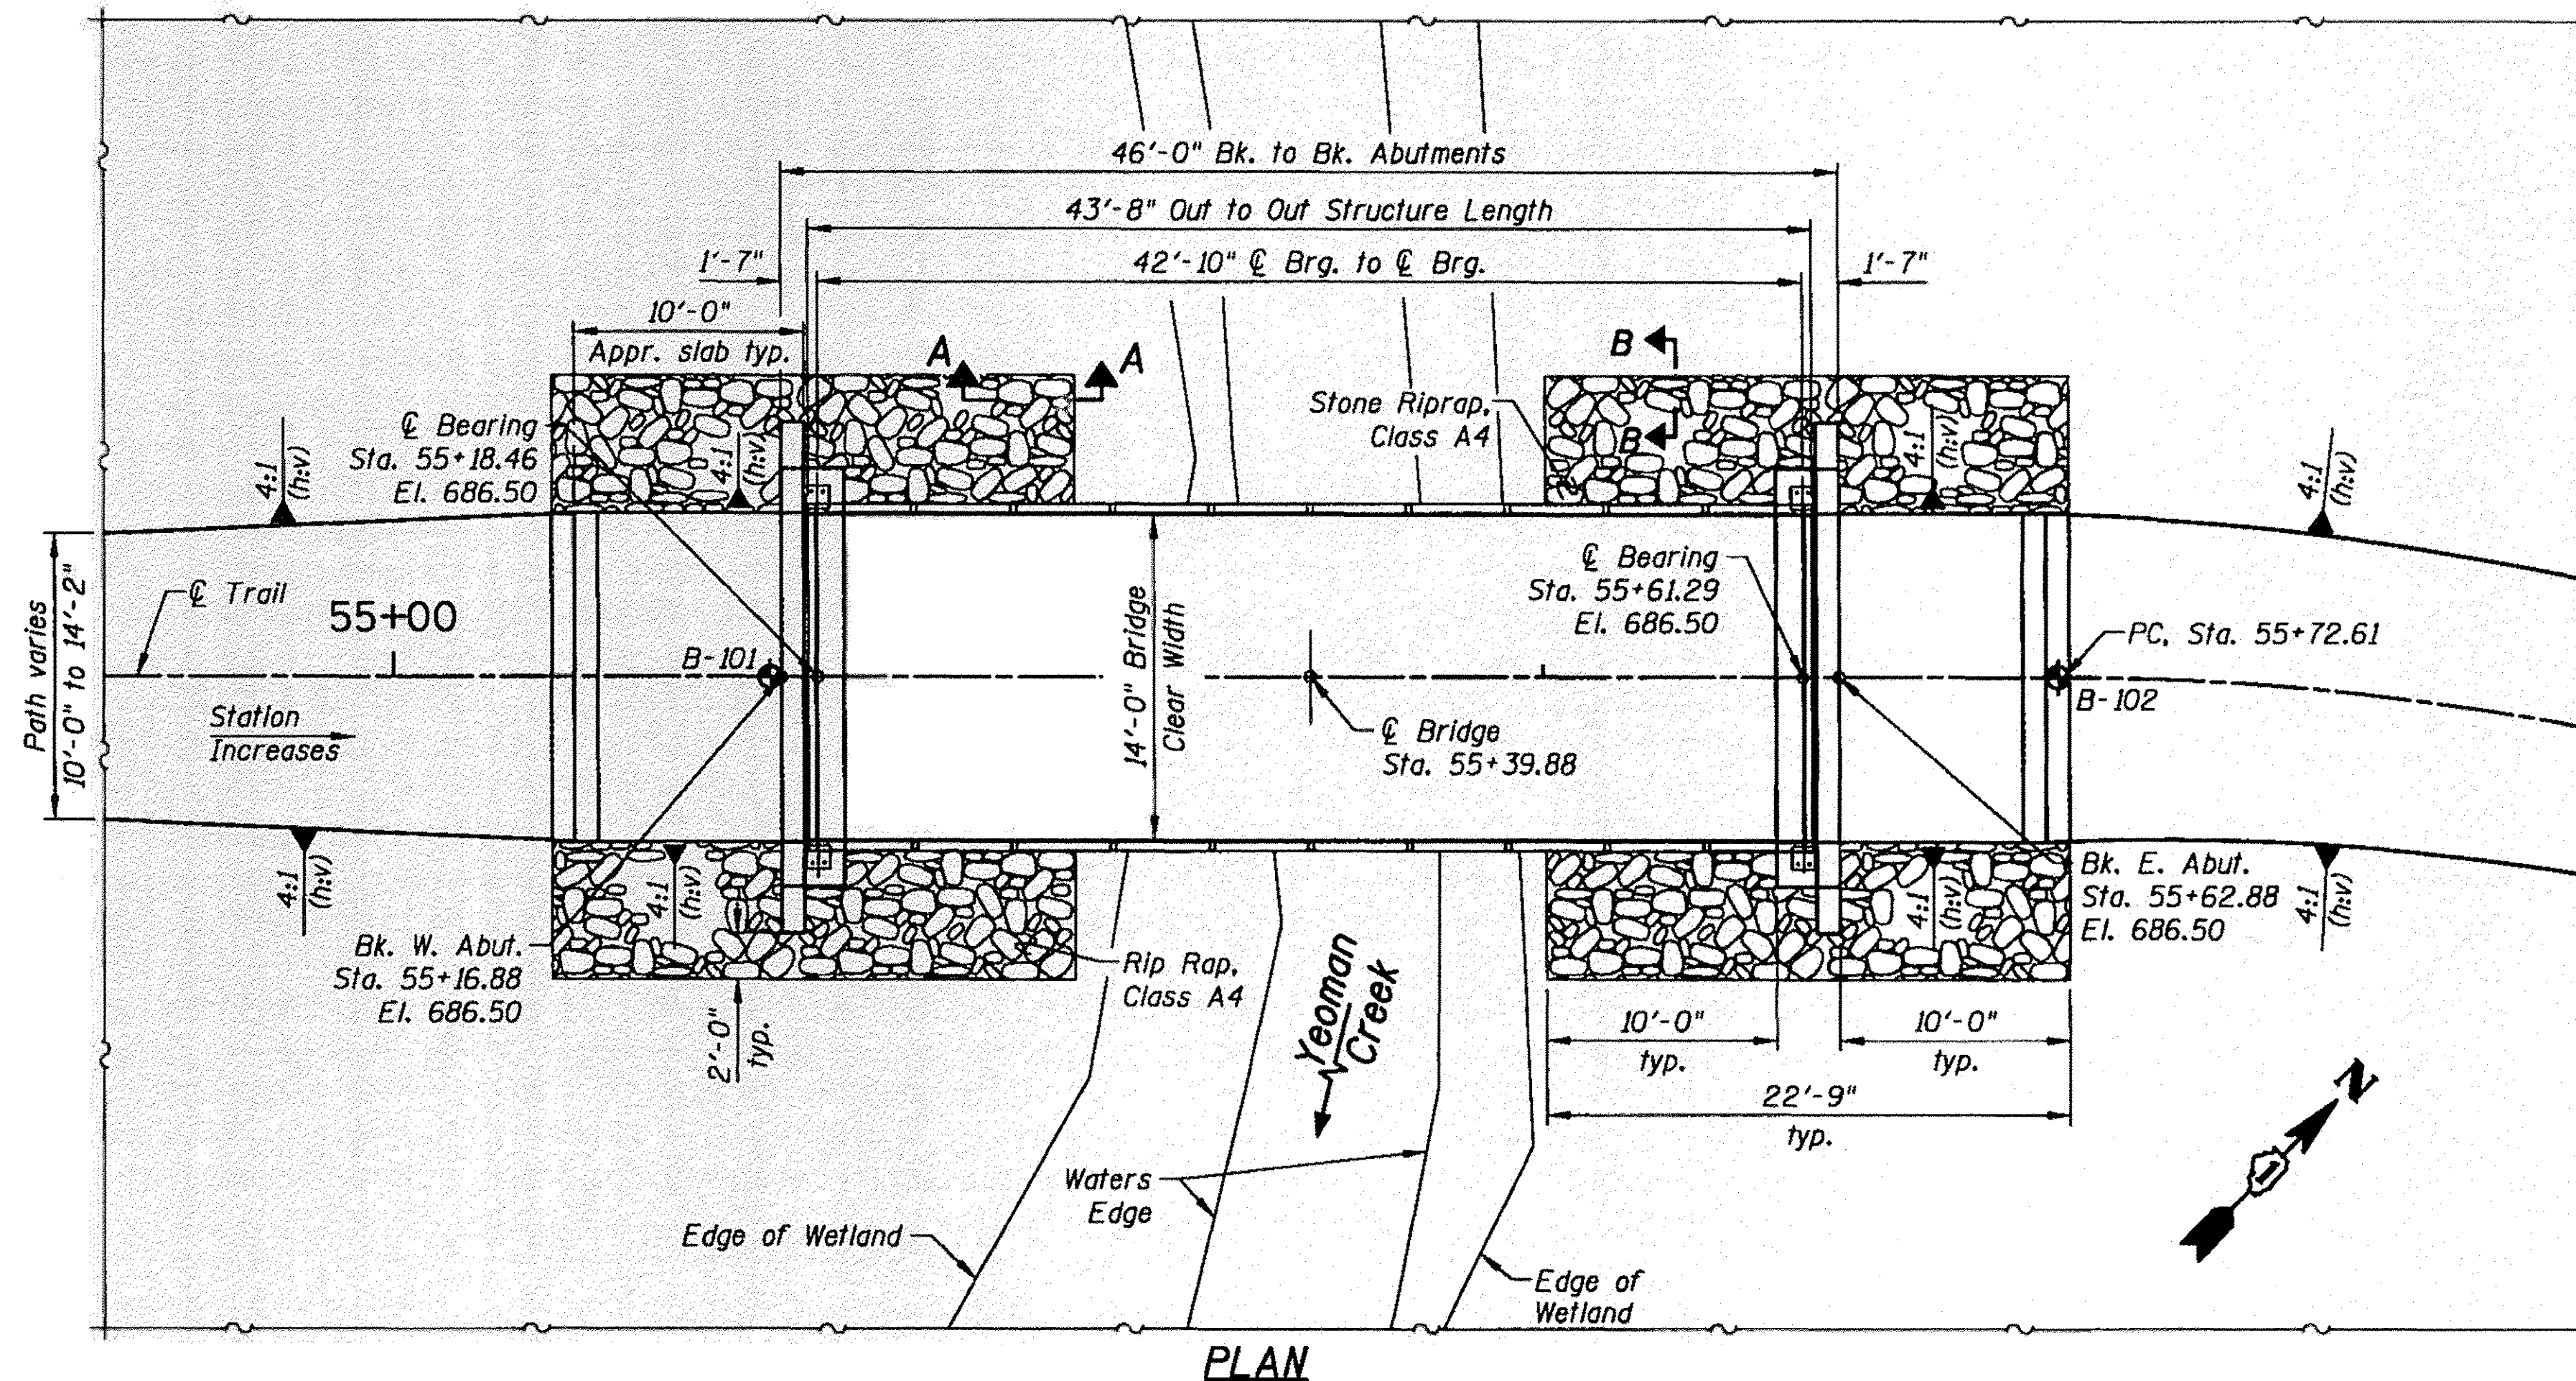 46'-0" Bk. to Bk. Abutments
43'-8" Out to Out Structure Length
1'-7"
42'-10" ℄ Brg. to ℄ Brg.
1'-7"
10'-0"
Appr. slab typ.
A
A
B
B
Stone Riprap,
Class A4
℄ Bearing
Sta. 55+18.46
El. 686.50
4:1
(h:v)
4:1
(h:v)
4:1
(h:v)
4:1
(h:v)
Path varies
10'-0" to 14'-2"
℄ Trail
55+00
B-101
Station
Increases
14'-0" Bridge
Clear Width
℄ Bearing
Sta. 55+61.29
El. 686.50
℄ Bridge
Sta. 55+39.88
PC, Sta. 55+72.61
B-102
4:1
(h:v)
4:1
(h:v)
4:1
(h:v)
4:1
(h:v)
Bk. W. Abut.
Sta. 55+16.88
El. 686.50
Bk. E. Abut.
Sta. 55+62.88
El. 686.50
2'-0"
typ.
Rip Rap,
Class A4
Yeoman
Creek
10'-0"
typ.
10'-0"
typ.
22'-9"
typ.
Waters
Edge
Edge of Wetland
Edge of
Wetland
N
PLAN